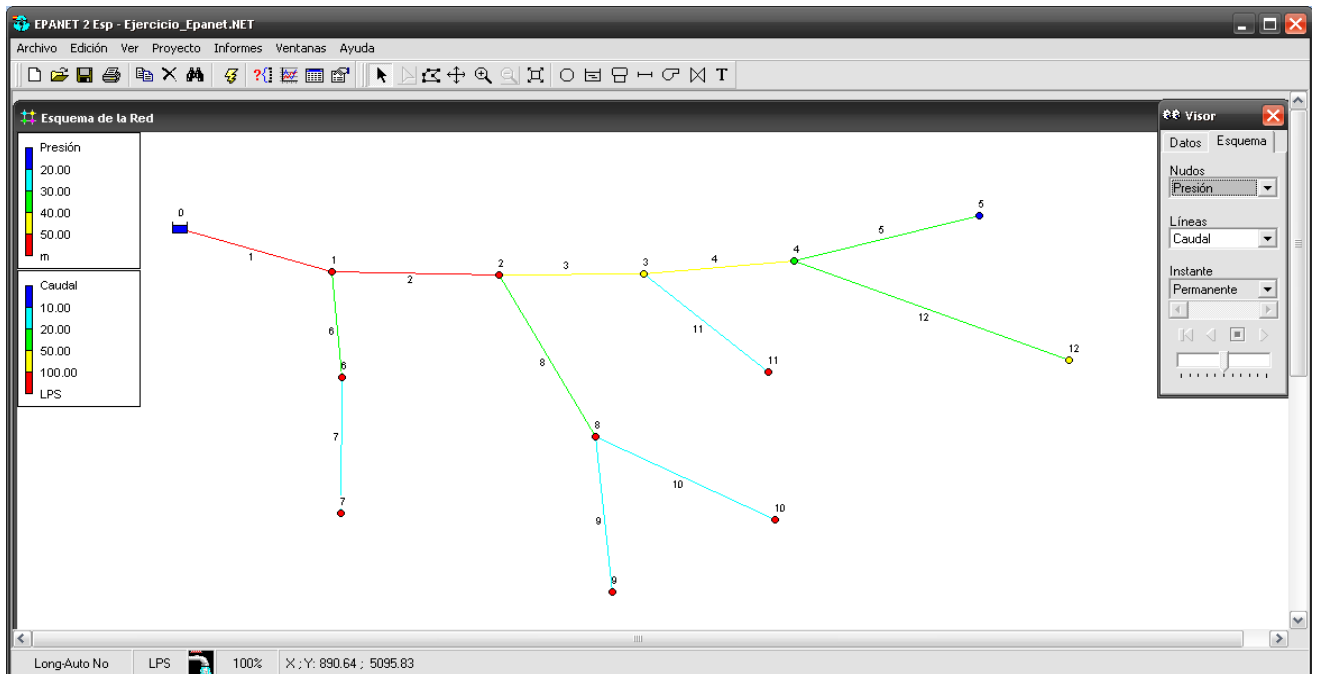 EPANET 2 Esp - Ejercicio_Epanet.NET
Archivo Edición Ver Proyecto Informes Ventanas Ayuda
T
Esquema de la Red
Presión
20.00
30.00
40.00
50.00
m
Caudal
10.00
20.00
50.00
100.00
LPS
0
1
1
2
2
3
3
4
4
5
5
6
6
7
7
8
8
9
9
10
10
11
11
12
12
Visor
Datos Esquema
Nudos
Presión
Líneas
Caudal
Instante
Permanente
Long-Auto No LPS 100% X ;Y: 890.64 ; 5095.83